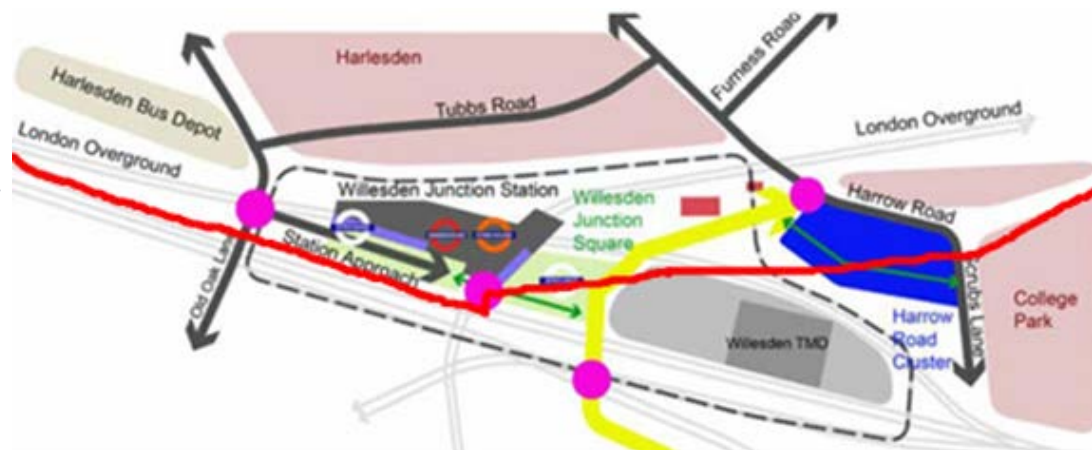 Harlesden
Furness Road
Harlesden Bus Depot
Tubbs Road
London Overground
London Overground
Willesden Junction Station
Willesden
Junction
Square
Harrow Road
Station Approach
Old Oak Lane
Scrubs Lane
College
Park
Harrow
Road
Cluster
Willesden TMD